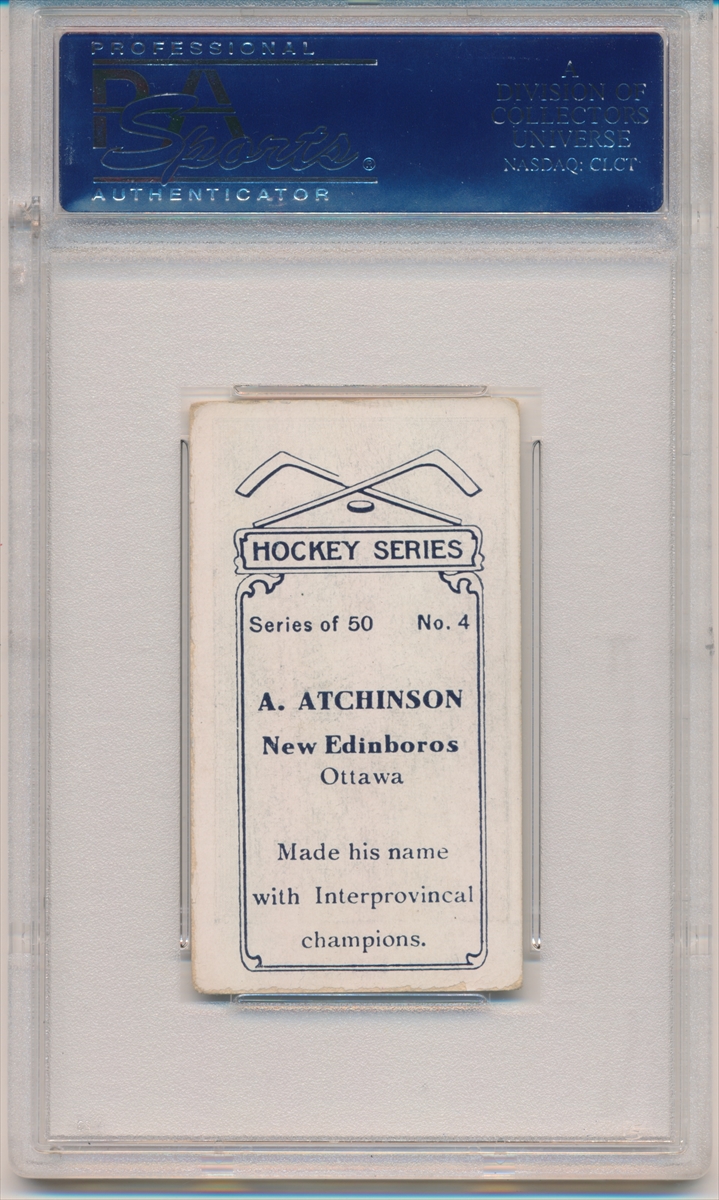 PROFESSIONAL
PSA
Sports®
AUTHENTICATOR
A
DIVISION OF
COLLECTORS
UNIVERSE
NASDAQ: CLCT
HOCKEY SERIES
Series of 50 No. 4
A. ATCHINSON
New Edinboros
Ottawa
Made his name
with Interprovincal
champions.